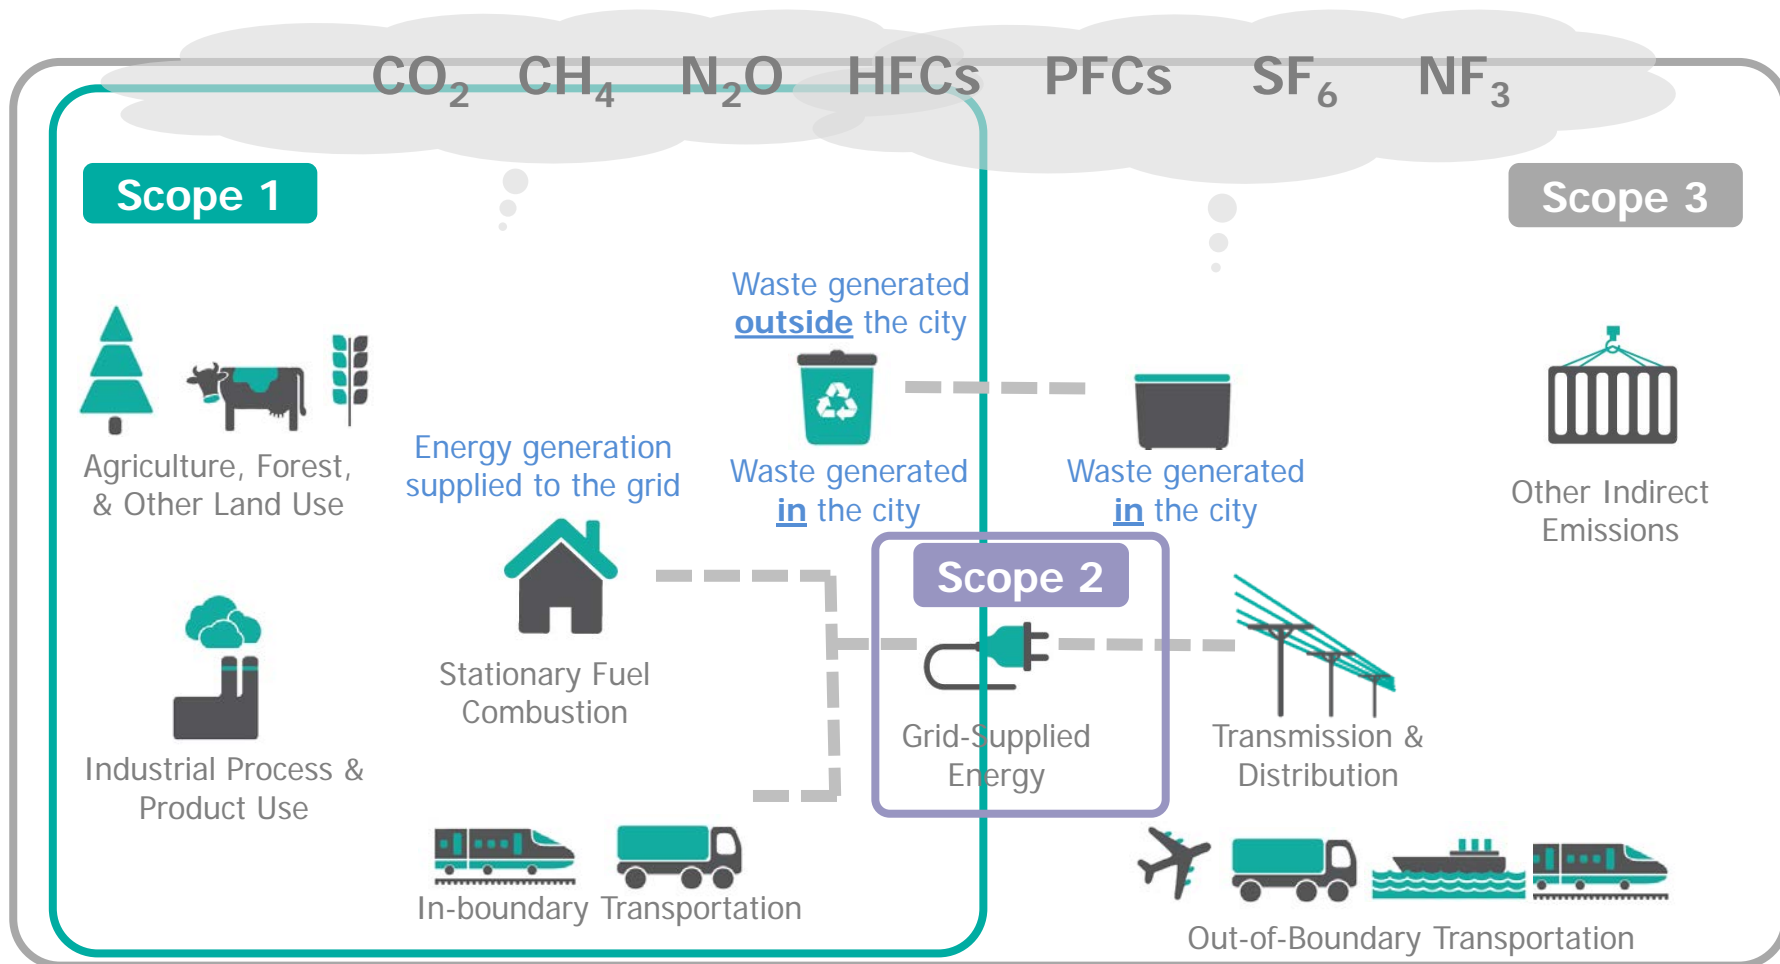 CO₂ CH₄ N₂O HFCs PFCs SF₆ NF₃
Scope 1
Scope 3
Waste generated
outside the city
Agriculture, Forest,
& Other Land Use
Energy generation
supplied to the grid
Waste generated
in the city
Waste generated
in the city
Other Indirect
Emissions
Scope 2
Stationary Fuel
Combustion
Grid-Supplied
Energy
Transmission &
Distribution
Industrial Process &
Product Use
In-boundary Transportation
Out-of-Boundary Transportation